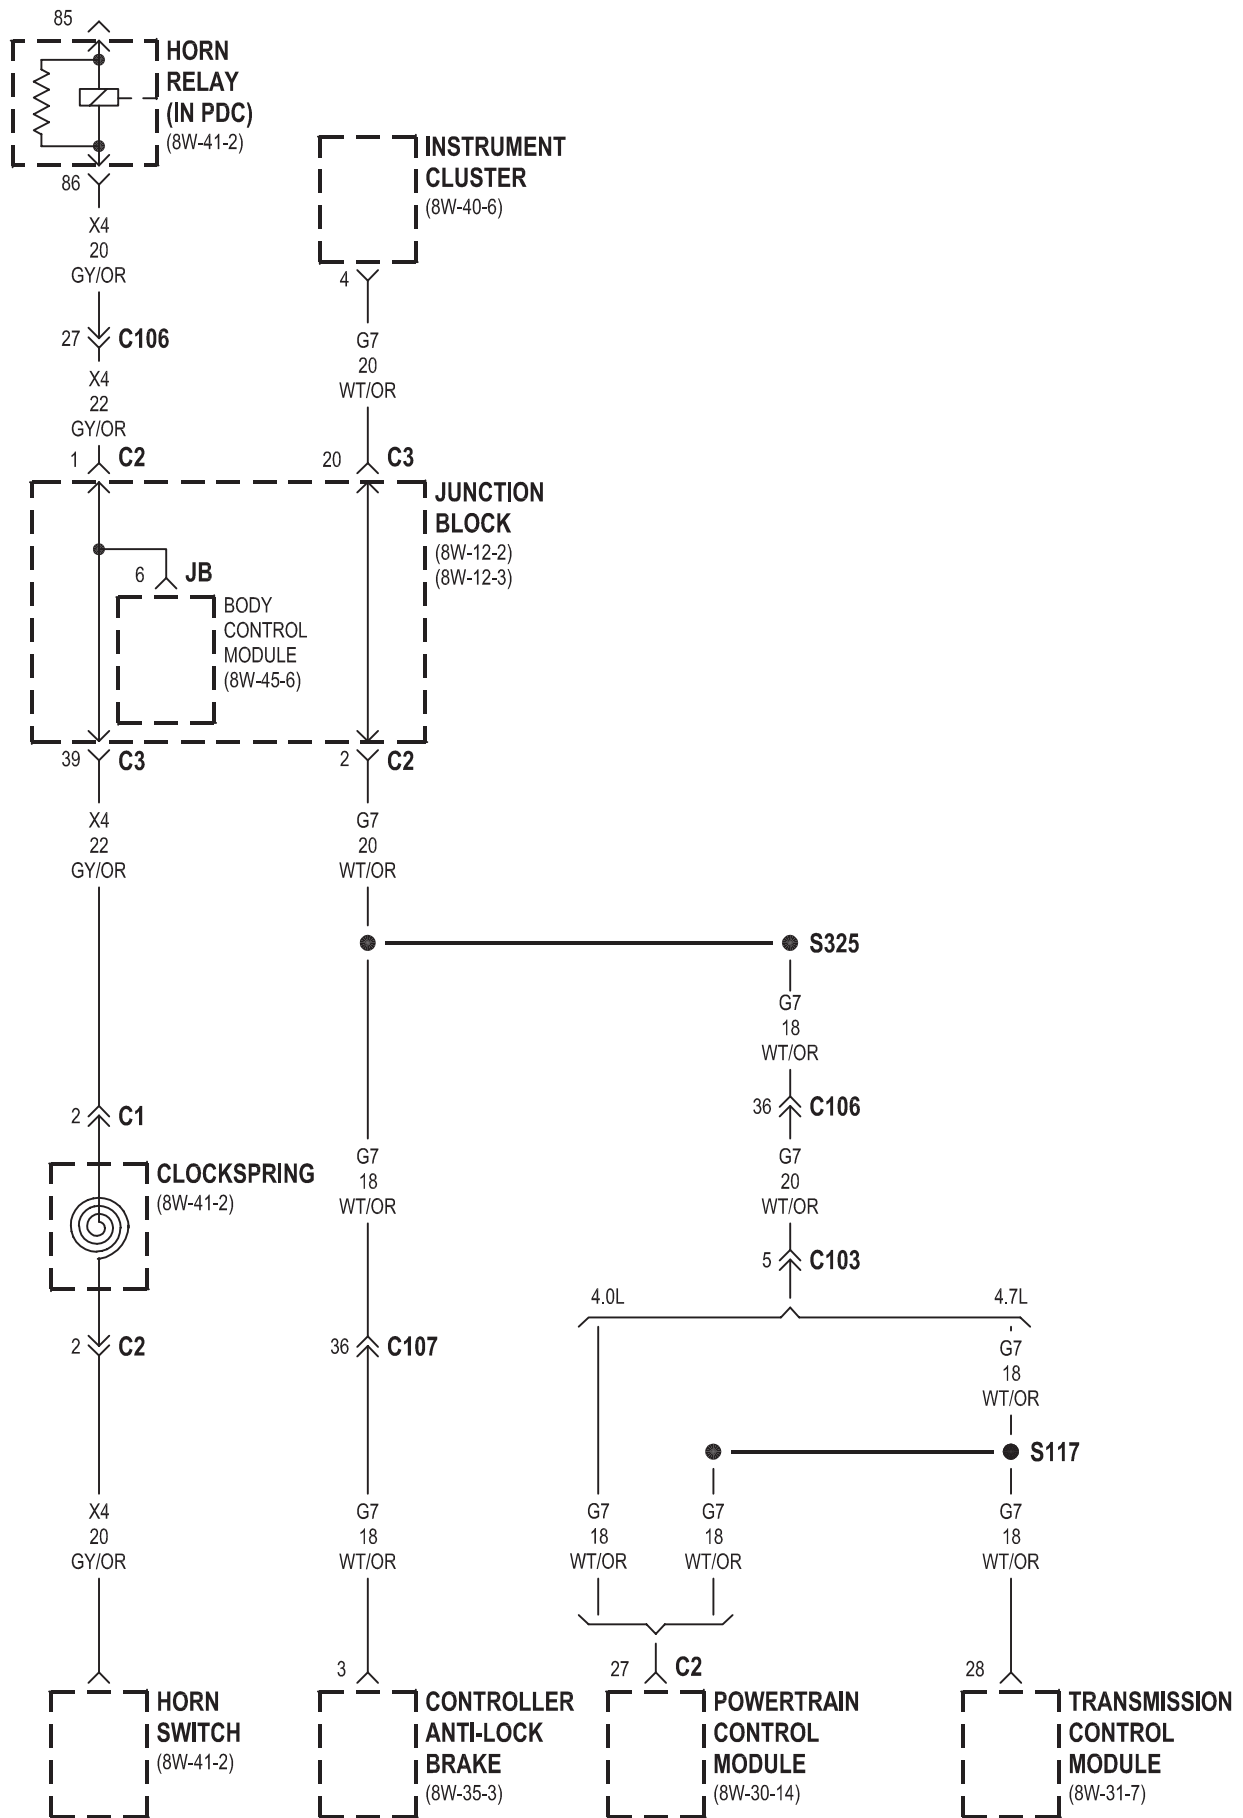 85
HORN
RELAY
(IN PDC)
(8W-41-2)
86
X4
20
GY/OR
27
C106
X4
22
GY/OR
1
C2
INSTRUMENT
CLUSTER
(8W-40-6)
4
G7
20
WT/OR
20
C3
JUNCTION
BLOCK
(8W-12-2)
(8W-12-3)
6
JB
BODY
CONTROL
MODULE
(8W-45-6)
39
C3
2
C2
X4
22
GY/OR
G7
20
WT/OR
S325
G7
18
WT/OR
36
C106
2
C1
CLOCKSPRING
(8W-41-2)
G7
18
WT/OR
G7
20
WT/OR
5
C103
4.0L
4.7L
2
C2
36
C107
G7
18
WT/OR
S117
X4
20
GY/OR
G7
18
WT/OR
G7
18
WT/OR
G7
18
WT/OR
G7
18
WT/OR
3
27
C2
28
HORN
SWITCH
(8W-41-2)
CONTROLLER
ANTI-LOCK
BRAKE
(8W-35-3)
POWERTRAIN
CONTROL
MODULE
(8W-30-14)
TRANSMISSION
CONTROL
MODULE
(8W-31-7)